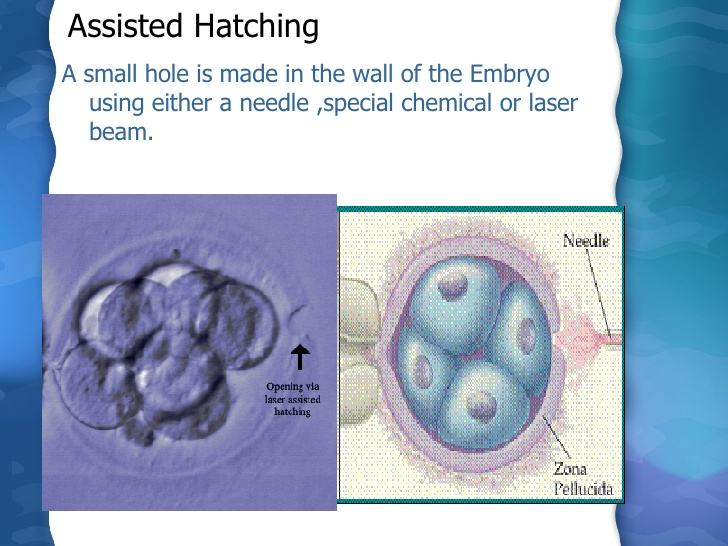 Assisted Hatching
A small hole is made in the wall of the Embryo
using either a needle ,special chemical or laser
beam.
Opening via
laser assisted
hatching
Needle
Zona
Pellucida